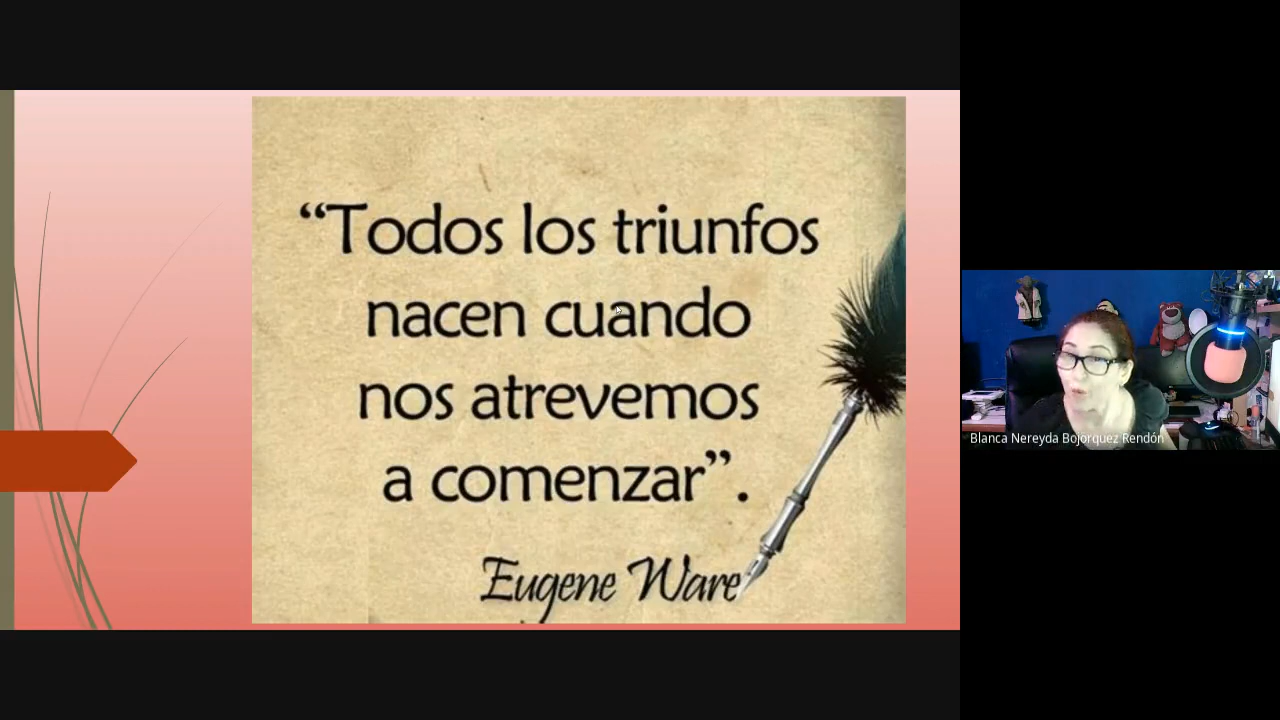 “Todos los triunfos
nacen cuando
nos atrevemos
a comenzar”.
Eugene Ware
Blanca Nereyda Bojorquez Rendón